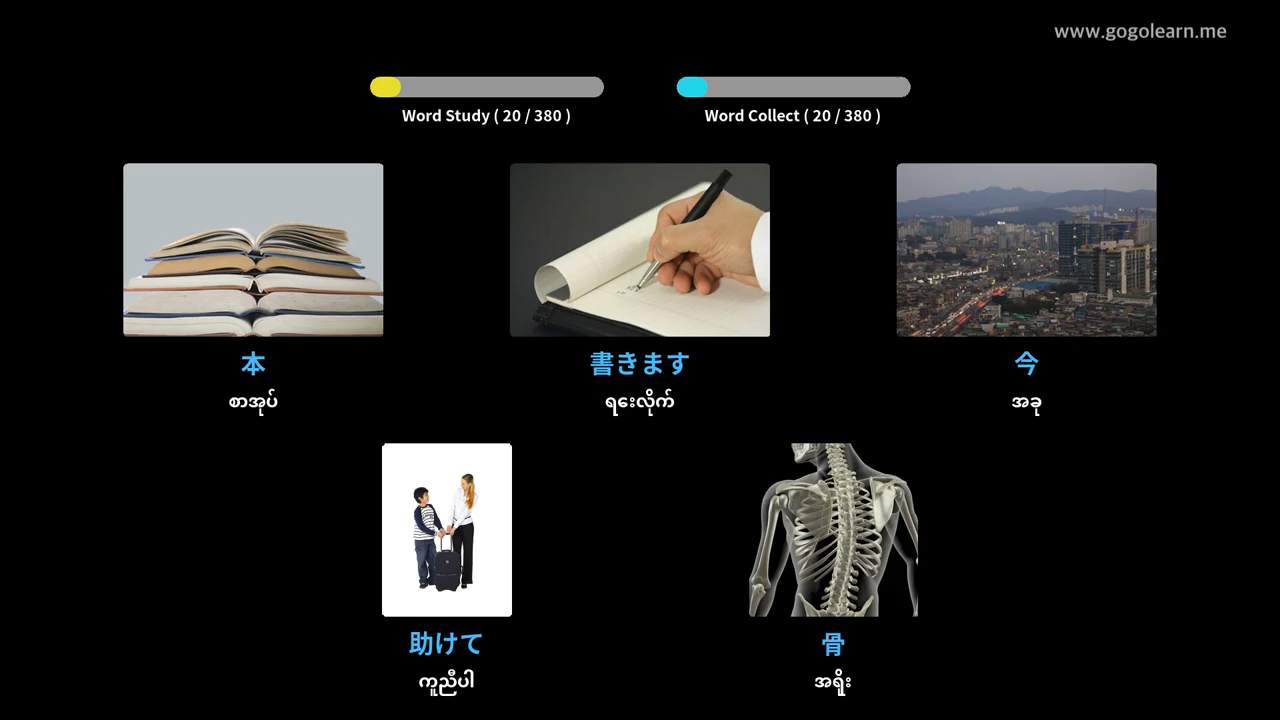 www.gogolearn.me
Word Study ( 20 / 380 )
Word Collect ( 20 / 380 )
本
စာအုပ်
書きます
ရေးလိုက်
今
အခု
助けて
ကူညီပါ
骨
အရိုး